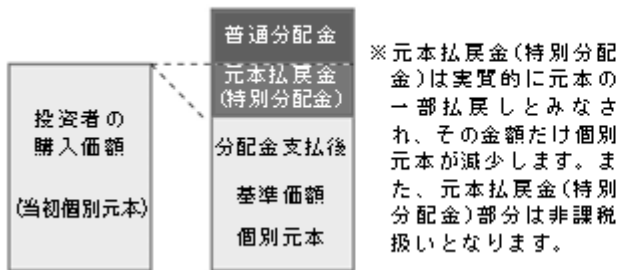 普通分配金
元本払戻金
(特別分配金)
投資者の
購入価額
(当初個別元本)
分配金支払後
基準価額
個別元本
※元本払戻金(特別分配
金)は実質的に元本の
一部払戻しとみなさ
れ、その金額だけ個別
元本が減少します。ま
た、元本払戻金(特別
分配金)部分は非課税
扱いとなります。